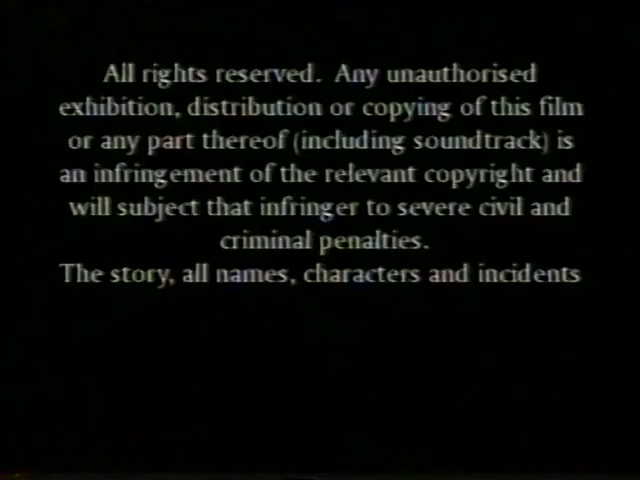 All rights reserved. Any unauthorised
exhibition, distribution or copying of this film
or any part thereof (including soundtrack) is
an infringement of the relevant copyright and
will subject that infringer to severe civil and
criminal penalties.
The story, all names, characters and incidents